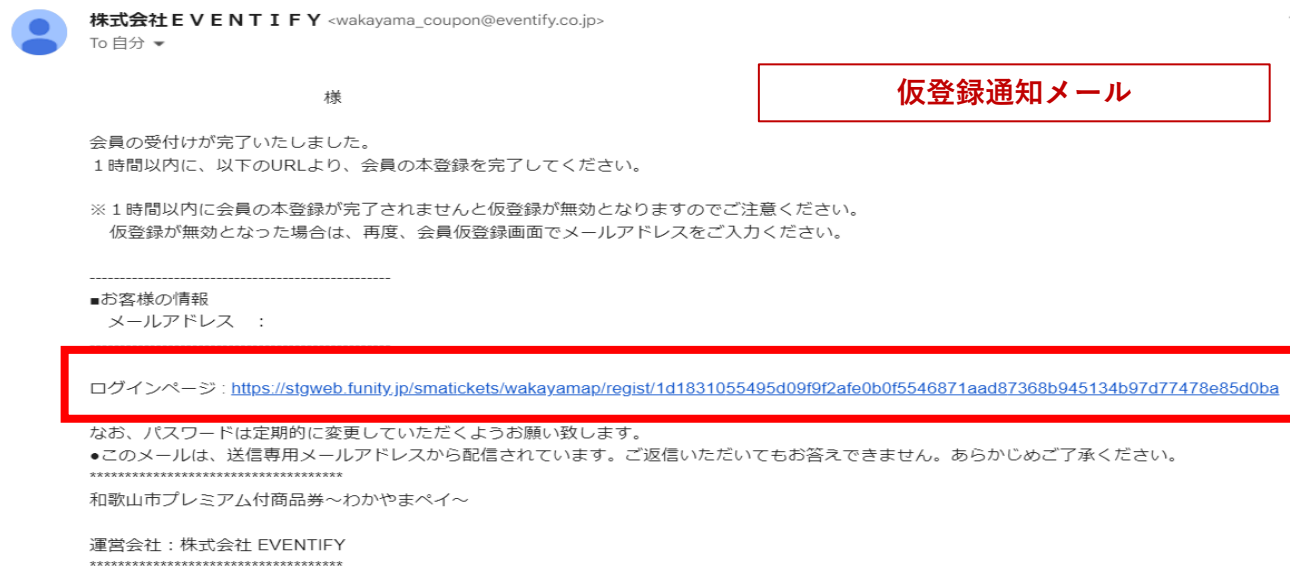 株式会社ＥＶＥＮＴＩＦＹ <wakayama_coupon@eventify.co.jp>
To 自分
仮登録通知メール
様
会員の受付けが完了いたしました。
１時間以内に、以下のURLより、会員の本登録を完了してください。
※１時間以内に会員の本登録が完了されませんと仮登録が無効となりますのでご注意ください。
仮登録が無効となった場合は、再度、会員仮登録画面でメールアドレスをご入力ください。
--------------------------------------------------
■お客様の情報
メールアドレス　：
--------------------------------------------------
ログインページ : https://stgweb.funity.jp/smatickets/wakayamap/regist/1d1831055495d09f9f2afe0b0f5546871aad87368b945134b97d77478e85d0ba
なお、パスワードは定期的に変更していただくようお願い致します。
●このメールは、送信専用メールアドレスから配信されています。ご返信いただいてもお答えできません。あらかじめご了承ください。
************************************
和歌山市プレミアム付商品券～わかやまペイ～
運営会社：株式会社 EVENTIFY
************************************